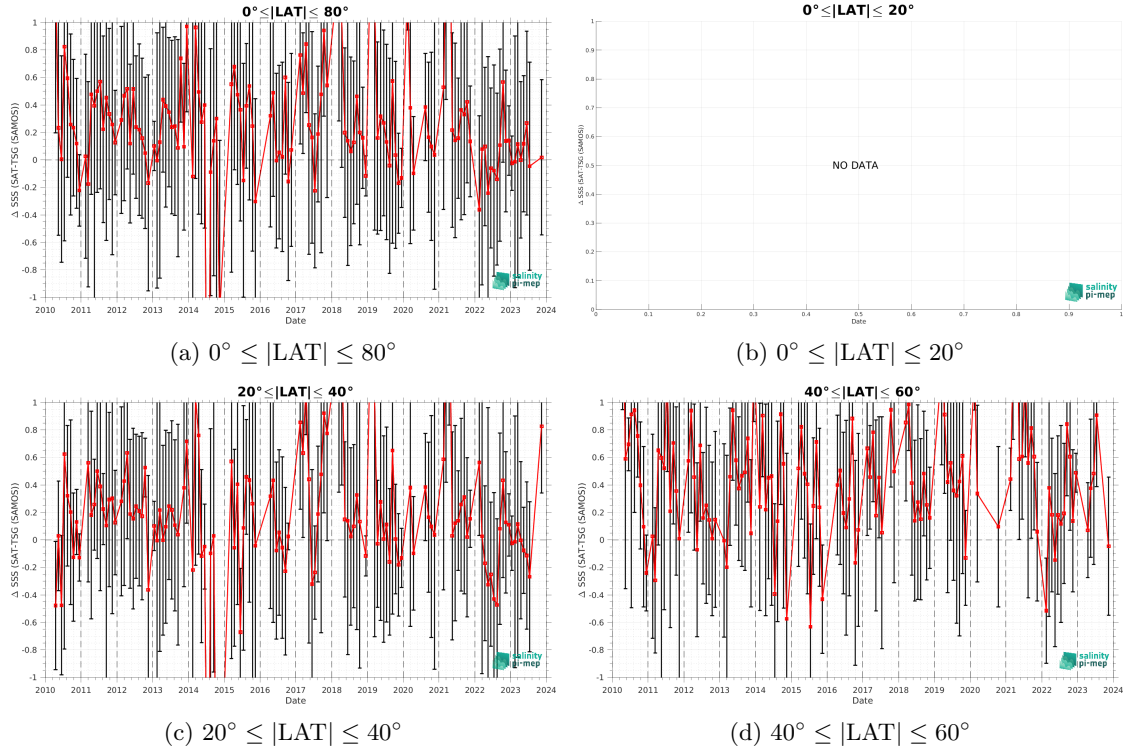 0°≤|LAT|≤ 80°
Δ SSS (SAT-TSG (SAMOS))
1
0.8
0.6
0.4
0.2
0
-0.2
-0.4
-0.6
-0.8
-1
2010 2011 2012 2013 2014 2015 2016 2017 2018 2019 2020 2021 2022 2023 2024
Date
salinity
pi-mep
(a) 0° ≤ |LAT| ≤ 80°
0°≤|LAT|≤ 20°
Δ SSS (SAT-TSG (SAMOS))
1
0.9
0.8
0.7
0.6
0.5
0.4
0.3
0.2
0.1
0
NO DATA
0 0.1 0.2 0.3 0.4 0.5 0.6 0.7 0.8 0.9 1
Date
salinity
pi-mep
(b) 0° ≤ |LAT| ≤ 20°
20°≤|LAT|≤ 40°
Δ SSS (SAT-TSG (SAMOS))
1
0.8
0.6
0.4
0.2
0
-0.2
-0.4
-0.6
-0.8
-1
2010 2011 2012 2013 2014 2015 2016 2017 2018 2019 2020 2021 2022 2023 2024
Date
salinity
pi-mep
(c) 20° ≤ |LAT| ≤ 40°
40°≤|LAT|≤ 60°
Δ SSS (SAT-TSG (SAMOS))
1
0.8
0.6
0.4
0.2
0
-0.2
-0.4
-0.6
-0.8
-1
2010 2011 2012 2013 2014 2015 2016 2017 2018 2019 2020 2021 2022 2023 2024
Date
salinity
pi-mep
(d) 40° ≤ |LAT| ≤ 60°